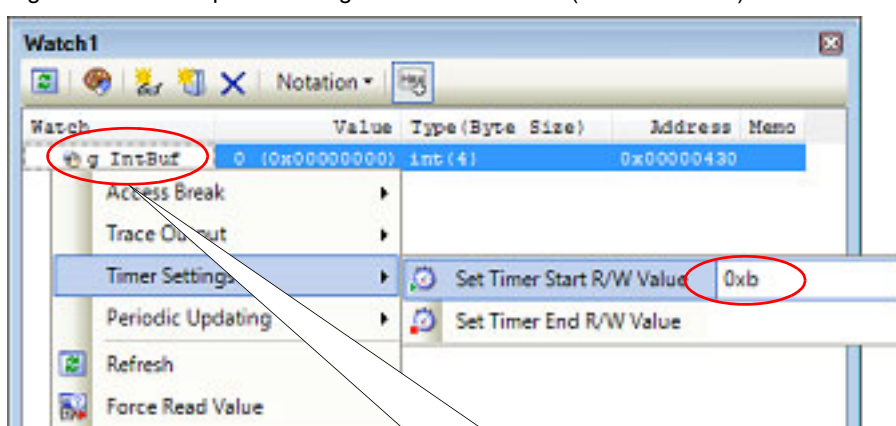 Watch1
Notation
Watch Value Type(Byte Size) Address Memo
g_IntBuf 0 (0x00000000) int(4) 0x00000430
Access Break
Trace Output
Timer Settings Set Timer Start R/W Value 0xb
Periodic Updating Set Timer End R/W Value
Refresh
Force Read Value